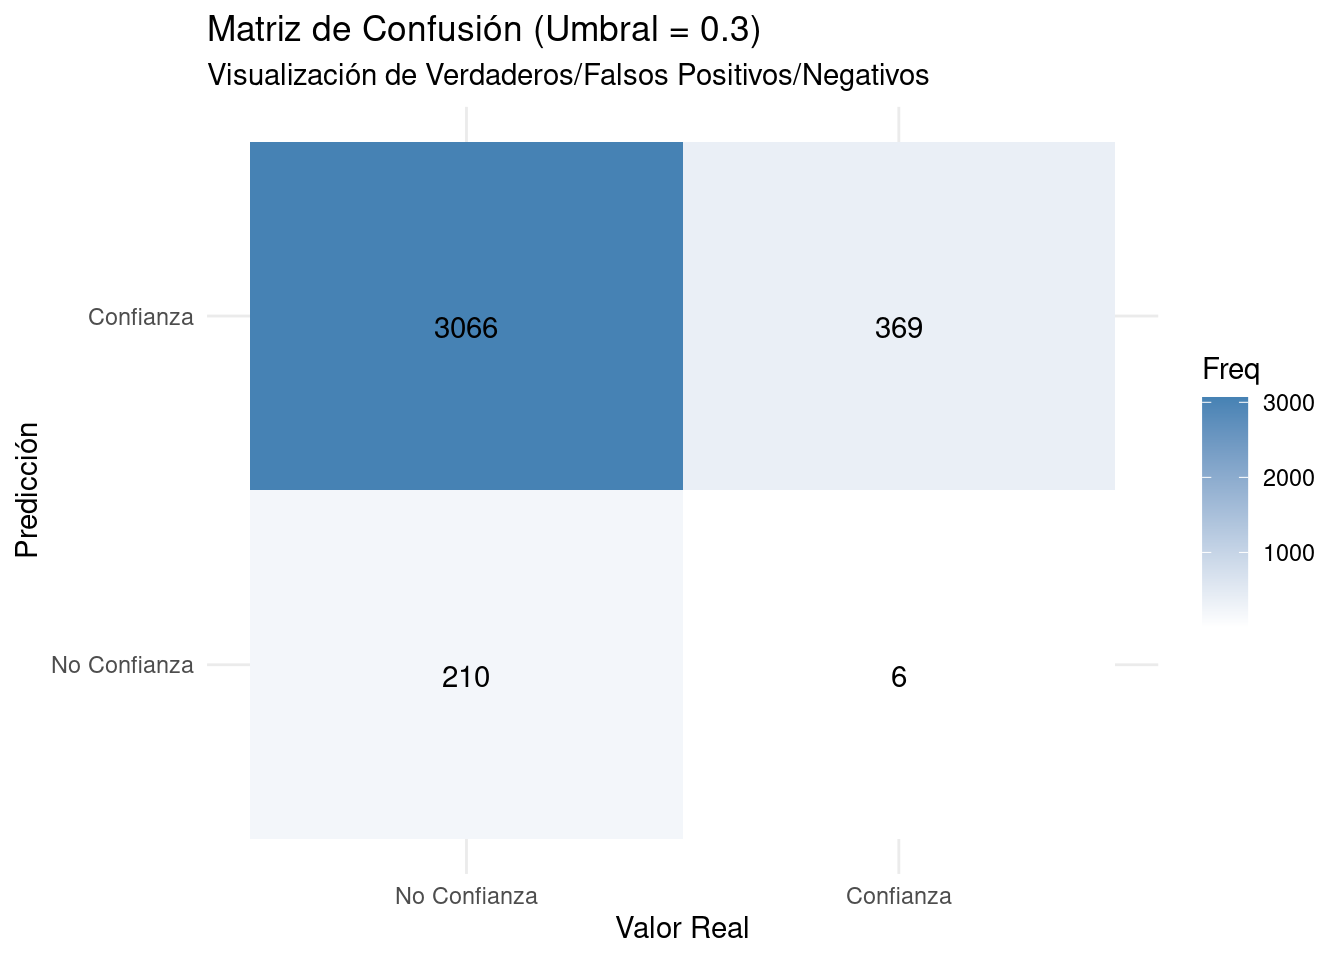 Matriz de Confusión (Umbral = 0.3)
Visualización de Verdaderos/Falsos Positivos/Negativos
Predicción
Confianza
No Confianza
3066
369
210
6
No Confianza
Confianza
Valor Real
Freq
3000
2000
1000